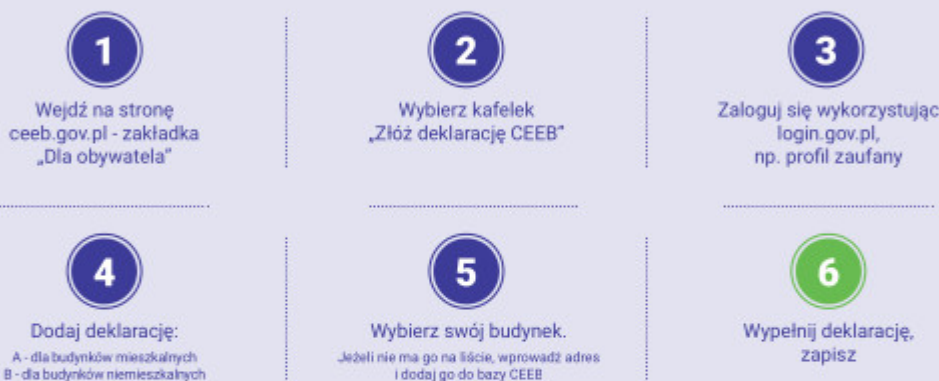 1
Wejdź na stronę
ceeb.gov.pl - zakładka
„Dla obywatela”
2
Wybierz kafelek
„Złóż deklarację CEEB”
3
Zaloguj się wykorzystując
login.gov.pl,
np. profil zaufany
4
Dodaj deklarację:
A - dla budynków mieszkalnych
B - dla budynków niemieszkalnych
5
Wybierz swój budynek.
Jeżeli nie ma go na liście, wprowadź adres
i dodaj go do bazy CEEB
6
Wypełnij deklarację,
zapisz